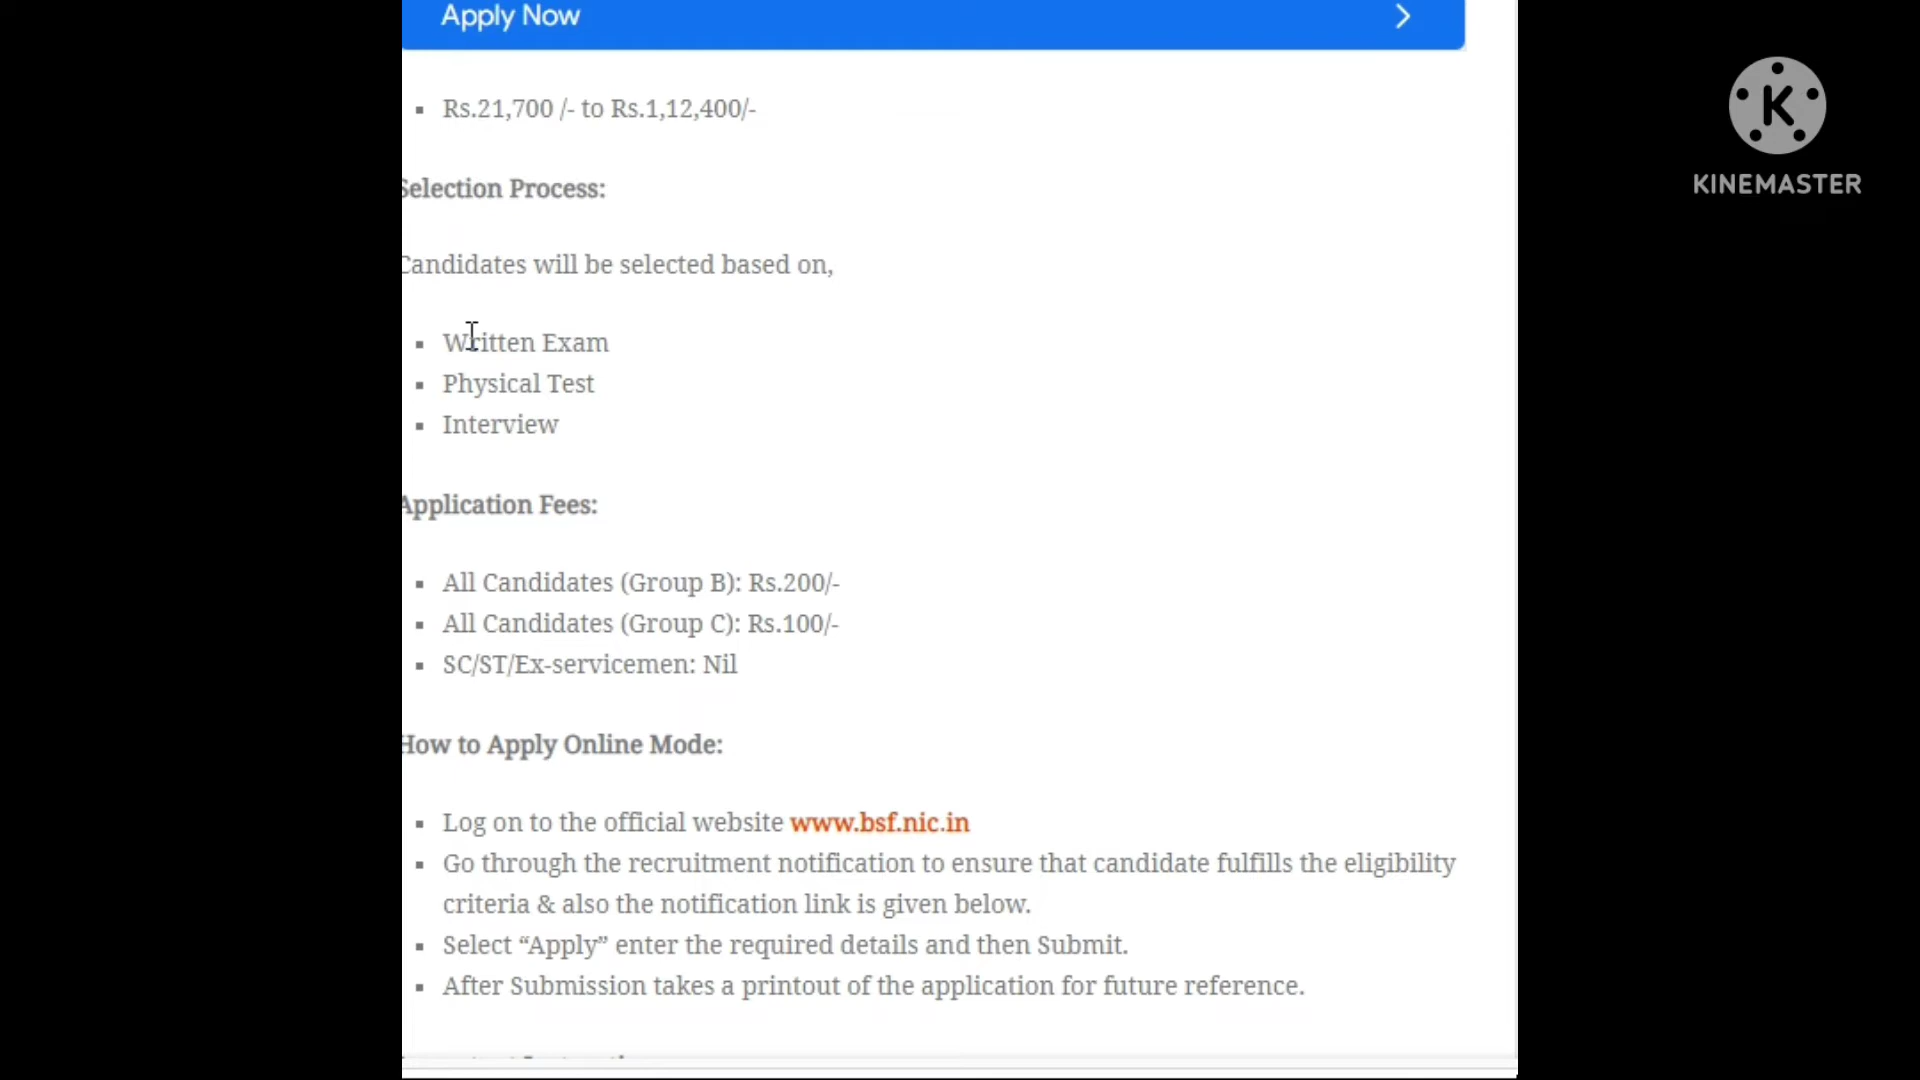 Apply Now
Rs.21,700 /- to Rs.1,12,400/-
Selection Process:
Candidates will be selected based on,
Written Exam
Physical Test
Interview
Application Fees:
All Candidates (Group B): Rs.200/-
All Candidates (Group C): Rs.100/-
SC/ST/Ex-servicemen: Nil
How to Apply Online Mode:
Log on to the official website www.bsf.nic.in
Go through the recruitment notification to ensure that candidate fulfills the eligibility
criteria & also the notification link is given below.
Select “Apply” enter the required details and then Submit.
After Submission takes a printout of the application for future reference.
K
KINEMASTER